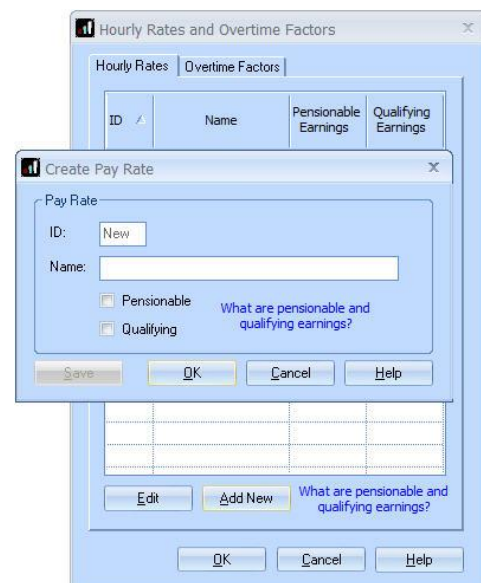 Hourly Rates and Overtime Factors
x
Hourly Rates
Overtime Factors
ID
Name
Pensionable
Earnings
Qualifying
Earnings
Create Pay Rate
x
Pay Rate
ID:
New
Name:
Pensionable
Qualifying
What are pensionable and
qualifying earnings?
Save
OK
Cancel
Help
Edit
Add New
What are pensionable and
qualifying earnings?
OK
Cancel
Help